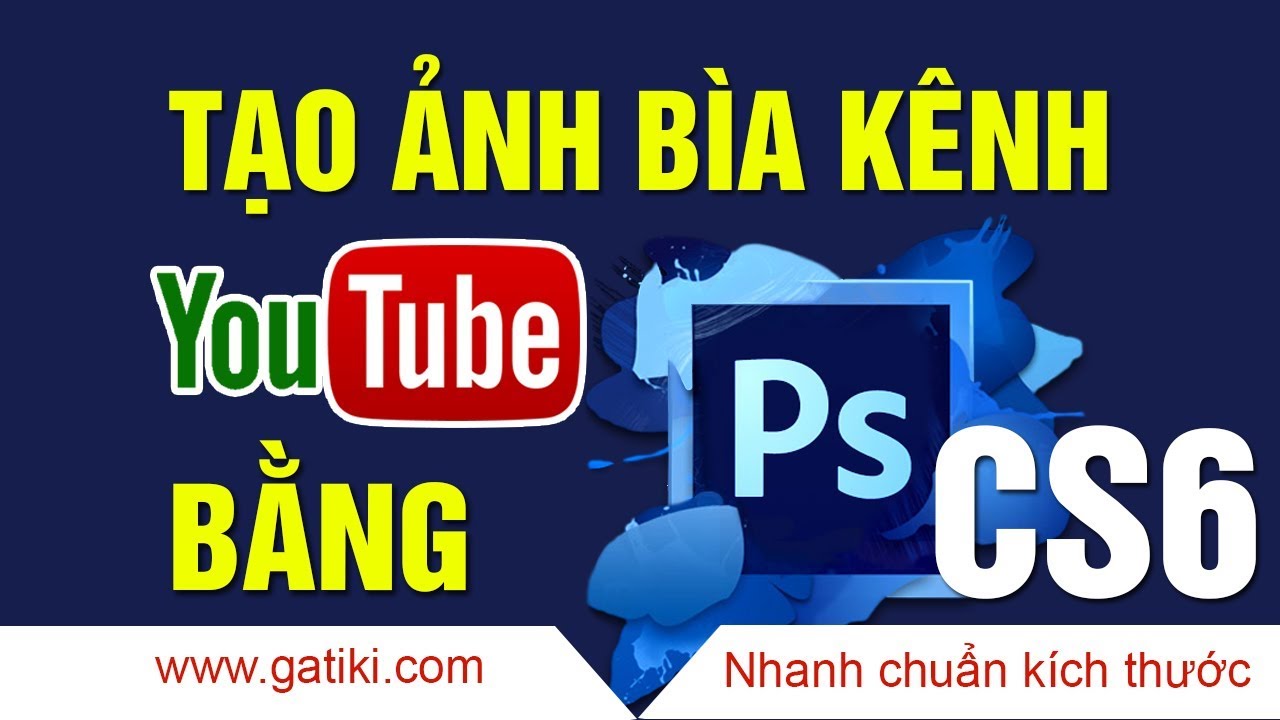 TẠO ẢNH BÌA KÊNH
YouTube
BẰNG
Ps
CS6
www.gatiki.com
Nhanh chuẩn kích thước